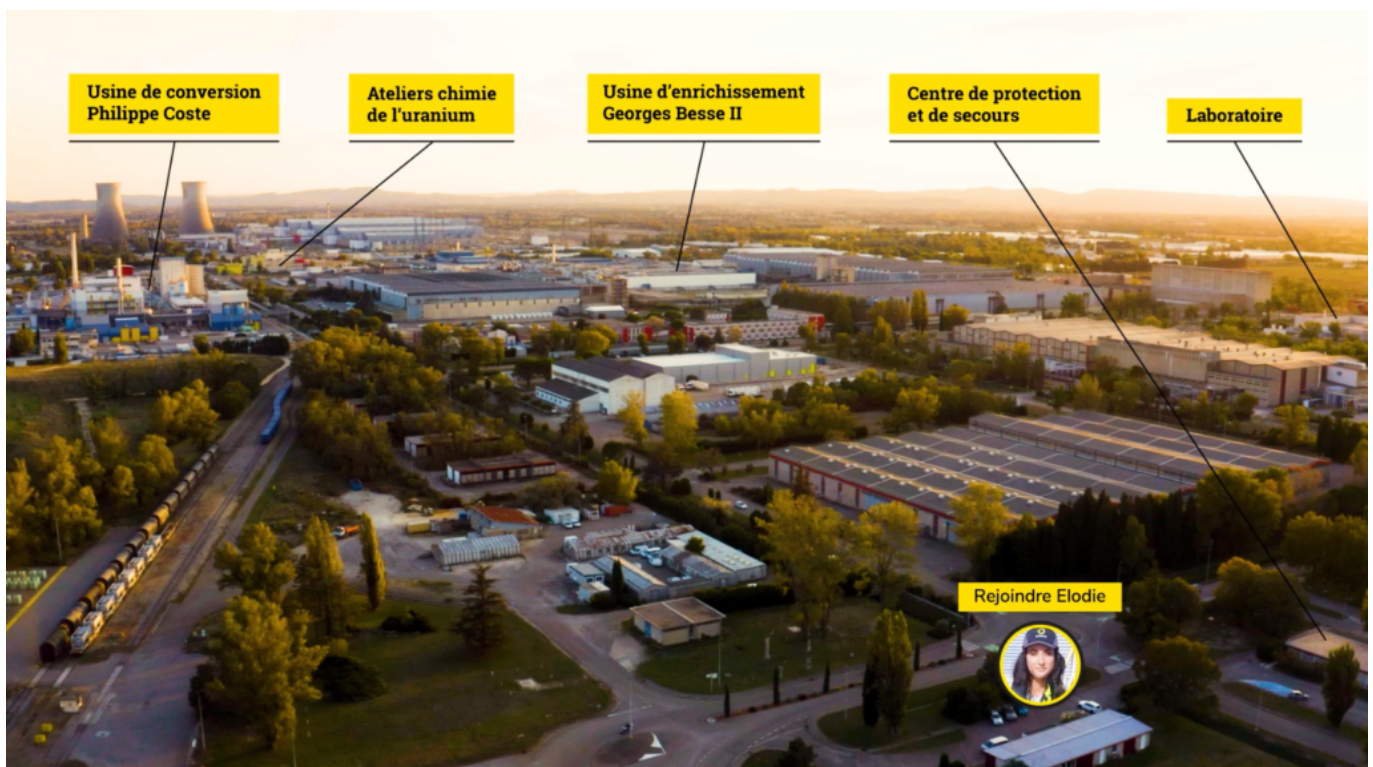 Usine de conversion
Philippe Coste
Ateliers chimie
de l'uranium
Usine d'enrichissement
Georges Besse II
Centre de protection
et de secours
Laboratoire
Rejoindre Elodie